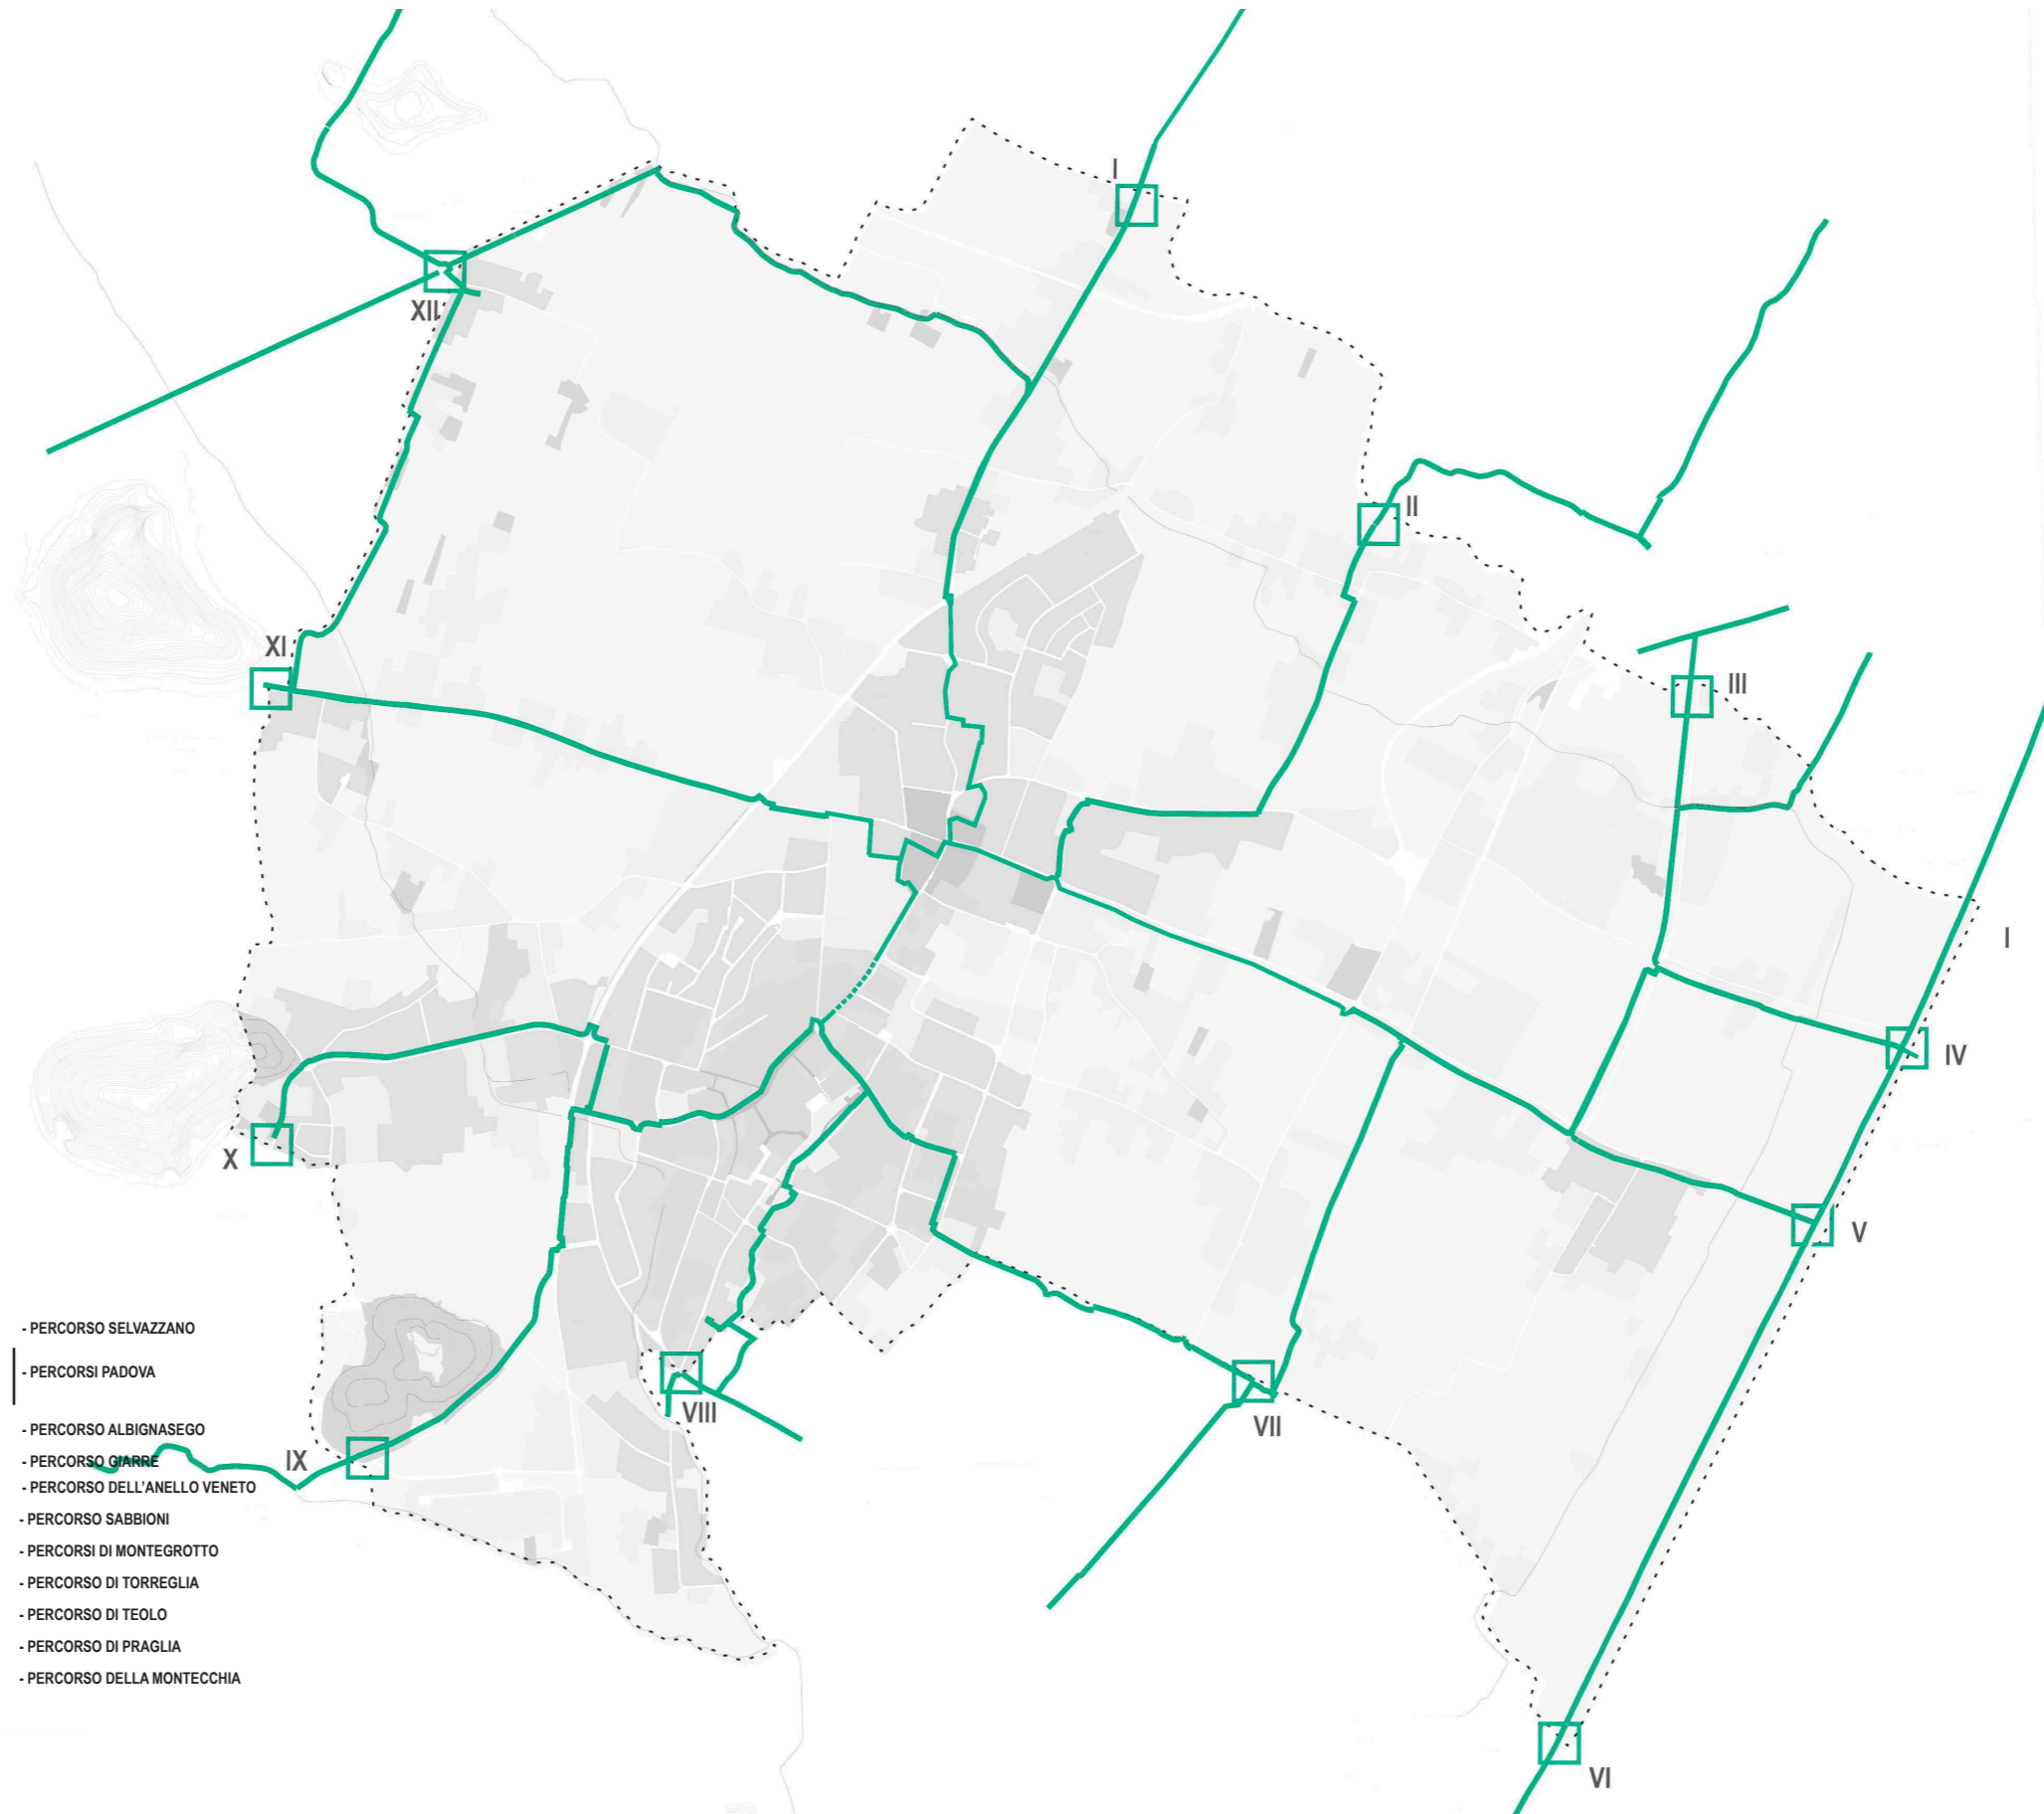 I
XII
II
XI
III
I
IV
X
V
- PERCORSO SELVAZZANO
- PERCORSI PADOVA
VIII
VII
- PERCORSO ALBIGNASEGO
IX
- PERCORSO GIARRE
- PERCORSO DELL'ANELLO VENETO
- PERCORSO SABBIONI
- PERCORSI DI MONTEGROTTO
- PERCORSO DI TORREGLIA
- PERCORSO DI TEOLO
- PERCORSO DI PRAGLIA
- PERCORSO DELLA MONTECCHIA
VI